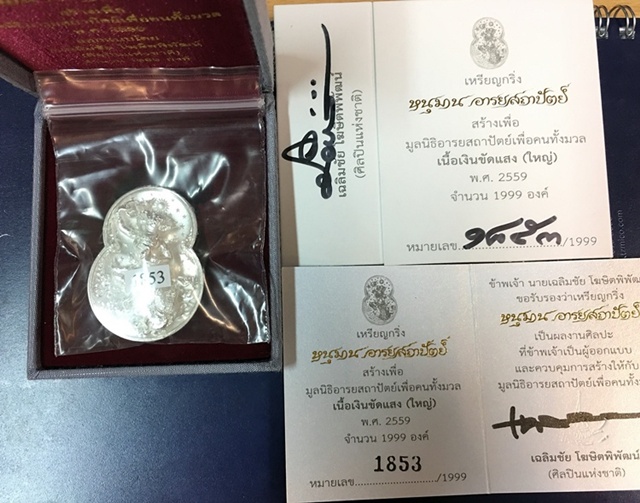 พ.ศ. ๒๕๕๙
1853
เฉลิมชัย โฆษิตพิพัฒน์
(ศิลปินแห่งชาติ)
เหรียญกริ่ง
หนุมาน อารยสถาปัตย์
สร้างเพื่อ
มูลนิธิอารยสถาปัตย์เพื่อคนทั้งมวล
เนื้อเงินขัดแสง (ใหญ่)
พ.ศ. 2559
จำนวน 1999 องค์
หมายเลข ๑๘๕๓ /1999
เหรียญกริ่ง
หนุมาน อารยสถาปัตย์
สร้างเพื่อ
มูลนิธิอารยสถาปัตย์เพื่อคนทั้งมวล
เนื้อเงินขัดแสง (ใหญ่)
พ.ศ. 2559
จำนวน 1999 องค์
หมายเลข 1853 /1999
ข้าพเจ้า นายเฉลิมชัย โฆษิตพิพัฒ
ขอรับรองว่าเหรียญกริ่ง
หนุมาน อารยสถาปัตย์
เป็นผลงานศิลปะ
ที่ข้าพเจ้าเป็นผู้ออกแบบ
และควบคุมการสร้างให้กับ
มูลนิธิอารยสถาปัตย์เพื่อคนทั้
เฉลิมชัย โฆษิตพิพัฒน์
(ศิลปินแห่งชาติ)